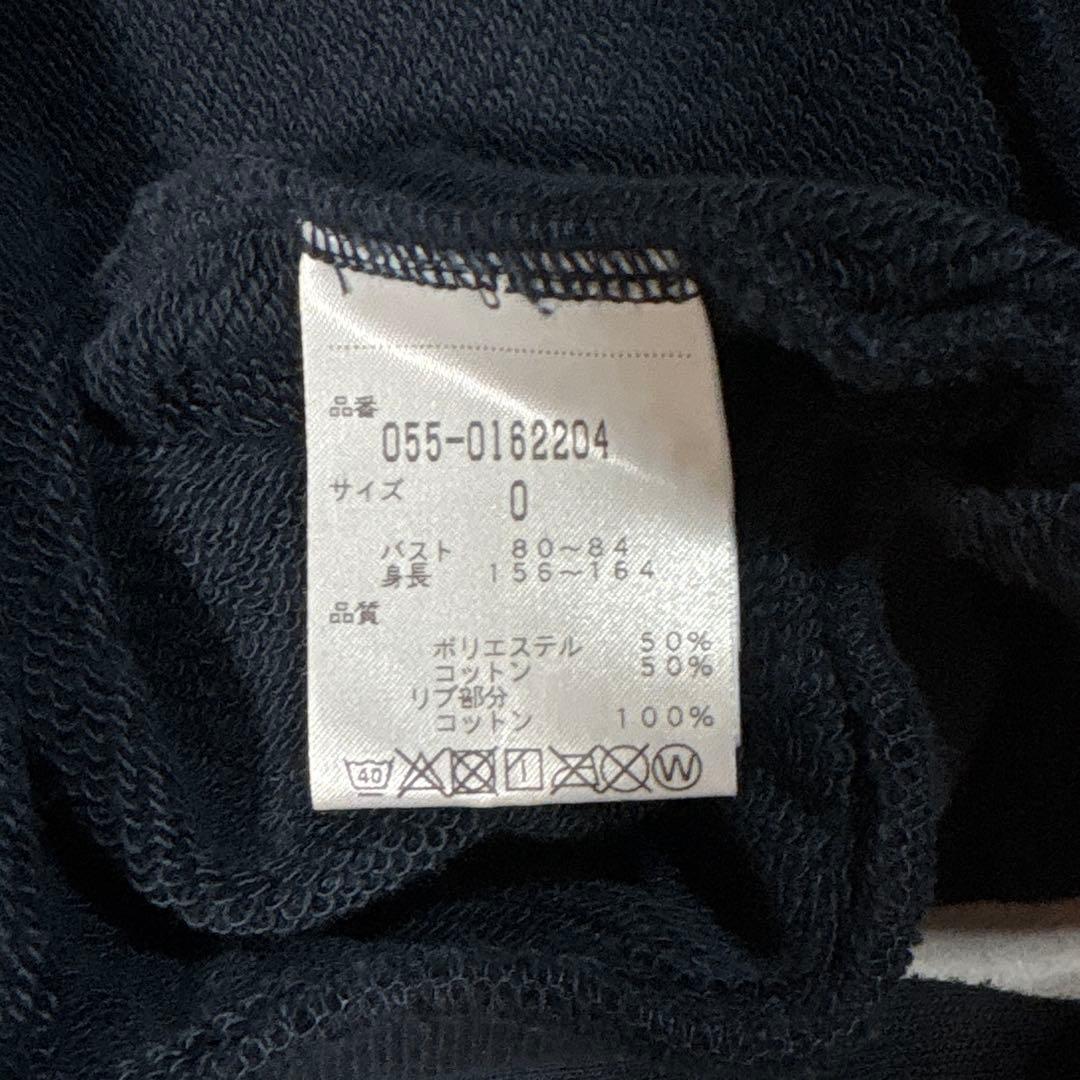 品番
055-0162204
サイズ 0
バスト 80~84
身長 156~164
品質
ポリエステル 50%
コットン 50%
リブ部分
コットン 100%
40 W